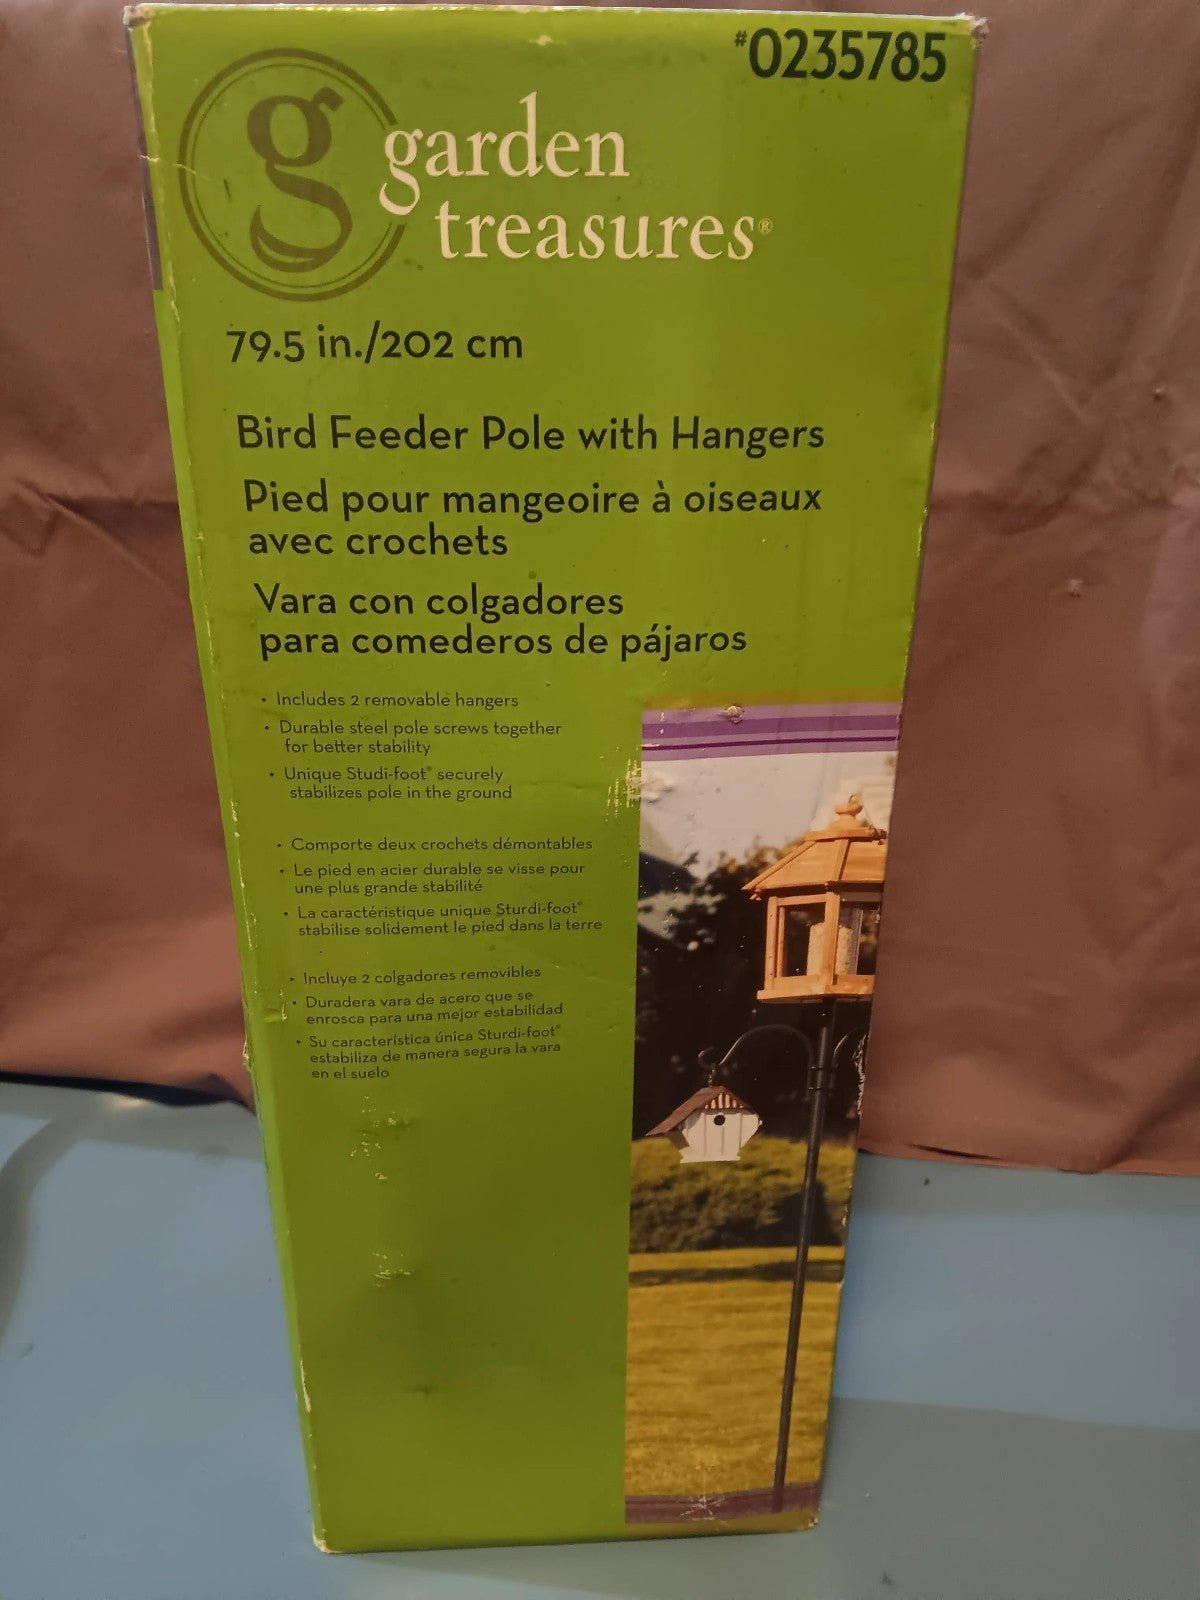 #0235785
g
garden
treasures®
79.5 in./202 cm
Bird Feeder Pole with Hangers
Pied pour mangeoire à oiseaux
avec crochets
Vara con colgadores
para comederos de pájaros
• Includes 2 removable hangers
• Durable steel pole screws together
for better stability
• Unique Studi-foot® securely
stabilizes pole in the ground
• Comporte deux crochets démontables
• Le pied en acier durable se visse pour
une plus grande stabilité
• La caractéristique unique Sturdi-foot®
stabilise solidement le pied dans la terre
• Incluye 2 colgadores removibles
• Duradera vara de acero que se
enrosca para una mejor estabilidad
• Su característica única Sturdi-foot®
estabiliza de manera segura la vara
en el suelo